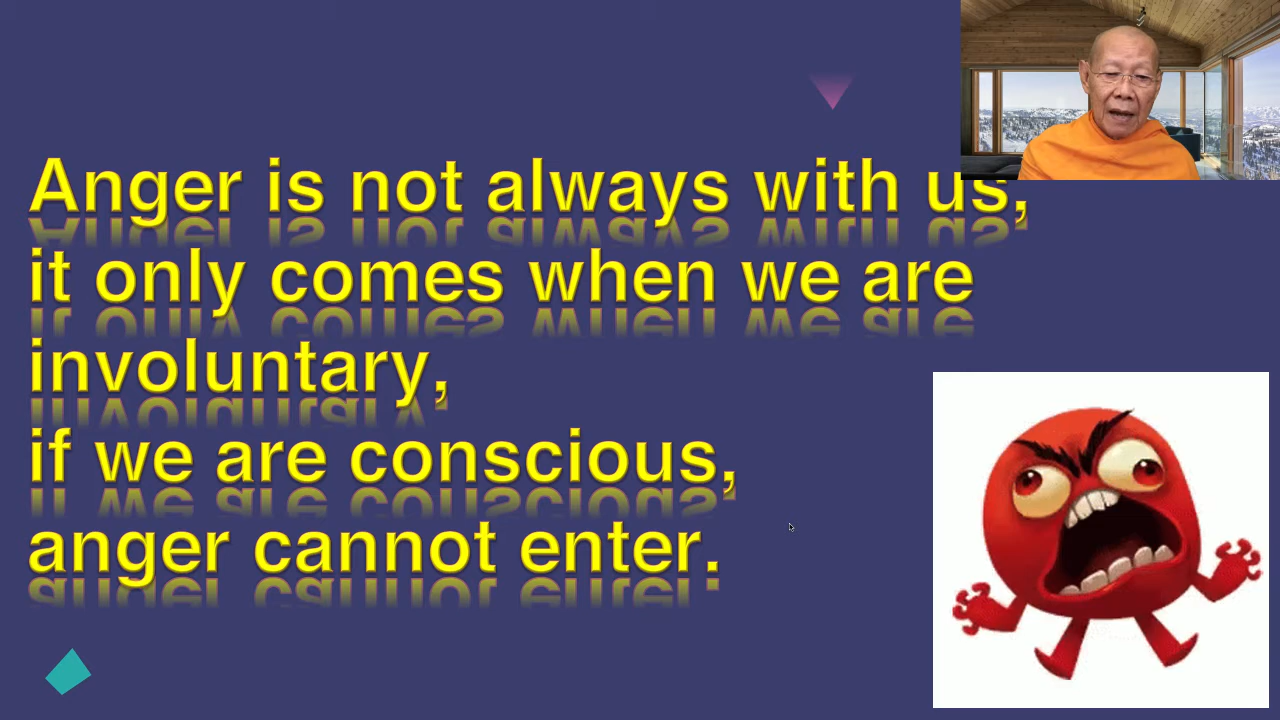 Anger is not always with us,
it only comes when we are
involuntary,
if we are conscious,
anger cannot enter.